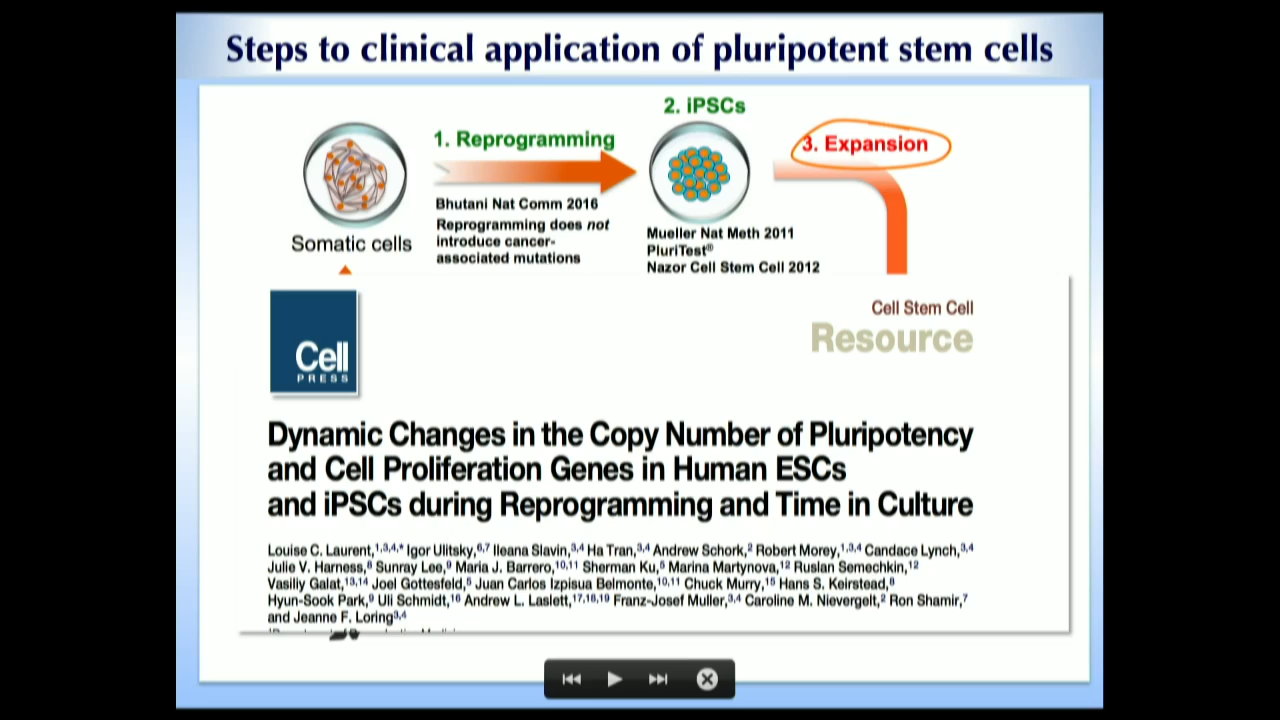 Steps to clinical application of pluripotent stem cells
2. iPSCs
1. Reprogramming
3. Expansion
Bhutani Nat Comm 2016
Reprogramming does not
introduce cancer-
associated mutations
Somatic cells
Mueller Nat Meth 2011
PluriTest®
Nazor Cell Stem Cell 2012
Cell
PRESS
Cell Stem Cell
Resource
Dynamic Changes in the Copy Number of Pluripotency
and Cell Proliferation Genes in Human ESCs
and iPSCs during Reprogramming and Time in Culture
Louise C. Laurent,1,3,4,* Igor Ulitsky,6,7 Ileana Slavin,3,4 Ha Tran,3,4 Andrew Schork,2 Robert Morey,1,3,4 Candace Lynch,3,4
Julie V. Harness,8 Sunray Lee,9 Maria J. Barrero,10,11 Sherman Ku,5 Marina Martynova,12 Ruslan Semechkin,12
Vasiliy Galat,13,14 Joel Gottesfeld,5 Juan Carlos Izpisua Belmonte,10,11 Chuck Murry,15 Hans S. Keirstead,8
Hyun-Sook Park,9 Uli Schmidt,16 Andrew L. Laslett,17,18,19 Franz-Josef Muller,3,4 Caroline M. Nievergelt,2 Ron Shamir,7
and Jeanne F. Loring3,4